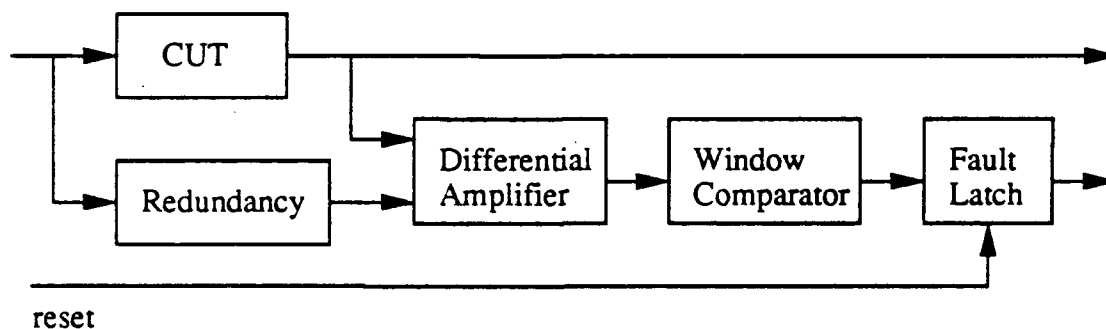 CUT
Redundancy
Differential
Amplifier
Window
Comparator
Fault
Latch
reset